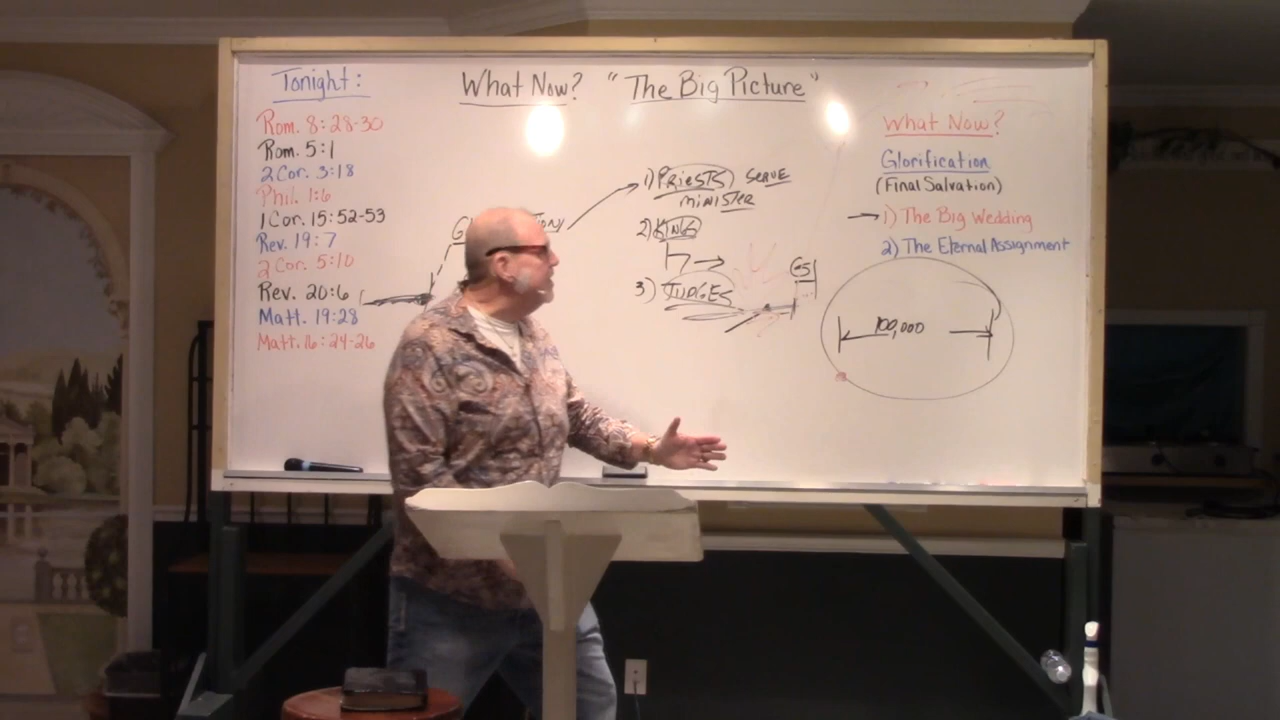 Tonight:
Rom. 8:28-30
Rom. 5:1
2 Cor. 3:18
Phil. 1:6
1 Cor. 15:52-53
Rev. 19:7
2 Cor. 5:10
Rev. 20:6
Matt. 19:28
Matt. 16:24-26
What Now? "The Big Picture"
1) PRiestS SERVE
MiniSTER
2) KINGS
3) JUDGES
What Now?
Glorification
(Final Salvation)
1) The Big Wedding
2) The Eternal Assignment
100,000